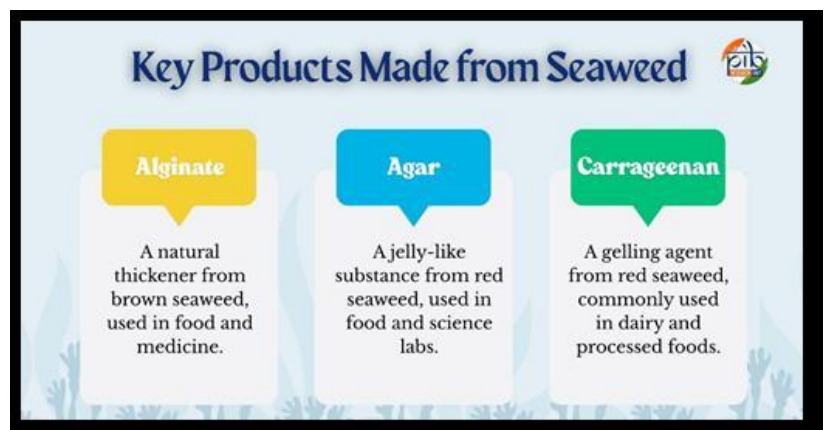 Key Products Made from Seaweed
pib
Alginate
A natural
thickener from
brown seaweed,
used in food and
medicine.
Agar
A jelly-like
substance from red
seaweed, used in
food and science
labs.
Carrageenan
A gelling agent
from red seaweed,
commonly used
in dairy and
processed foods.